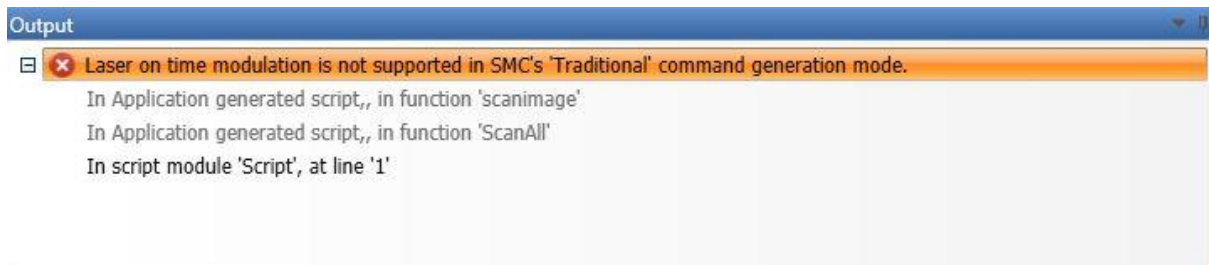 Output
Laser on time modulation is not supported in SMC's 'Traditional' command generation mode.
In Application generated script,, in function 'scanimage'
In Application generated script,, in function 'ScanAll'
In script module 'Script', at line '1'